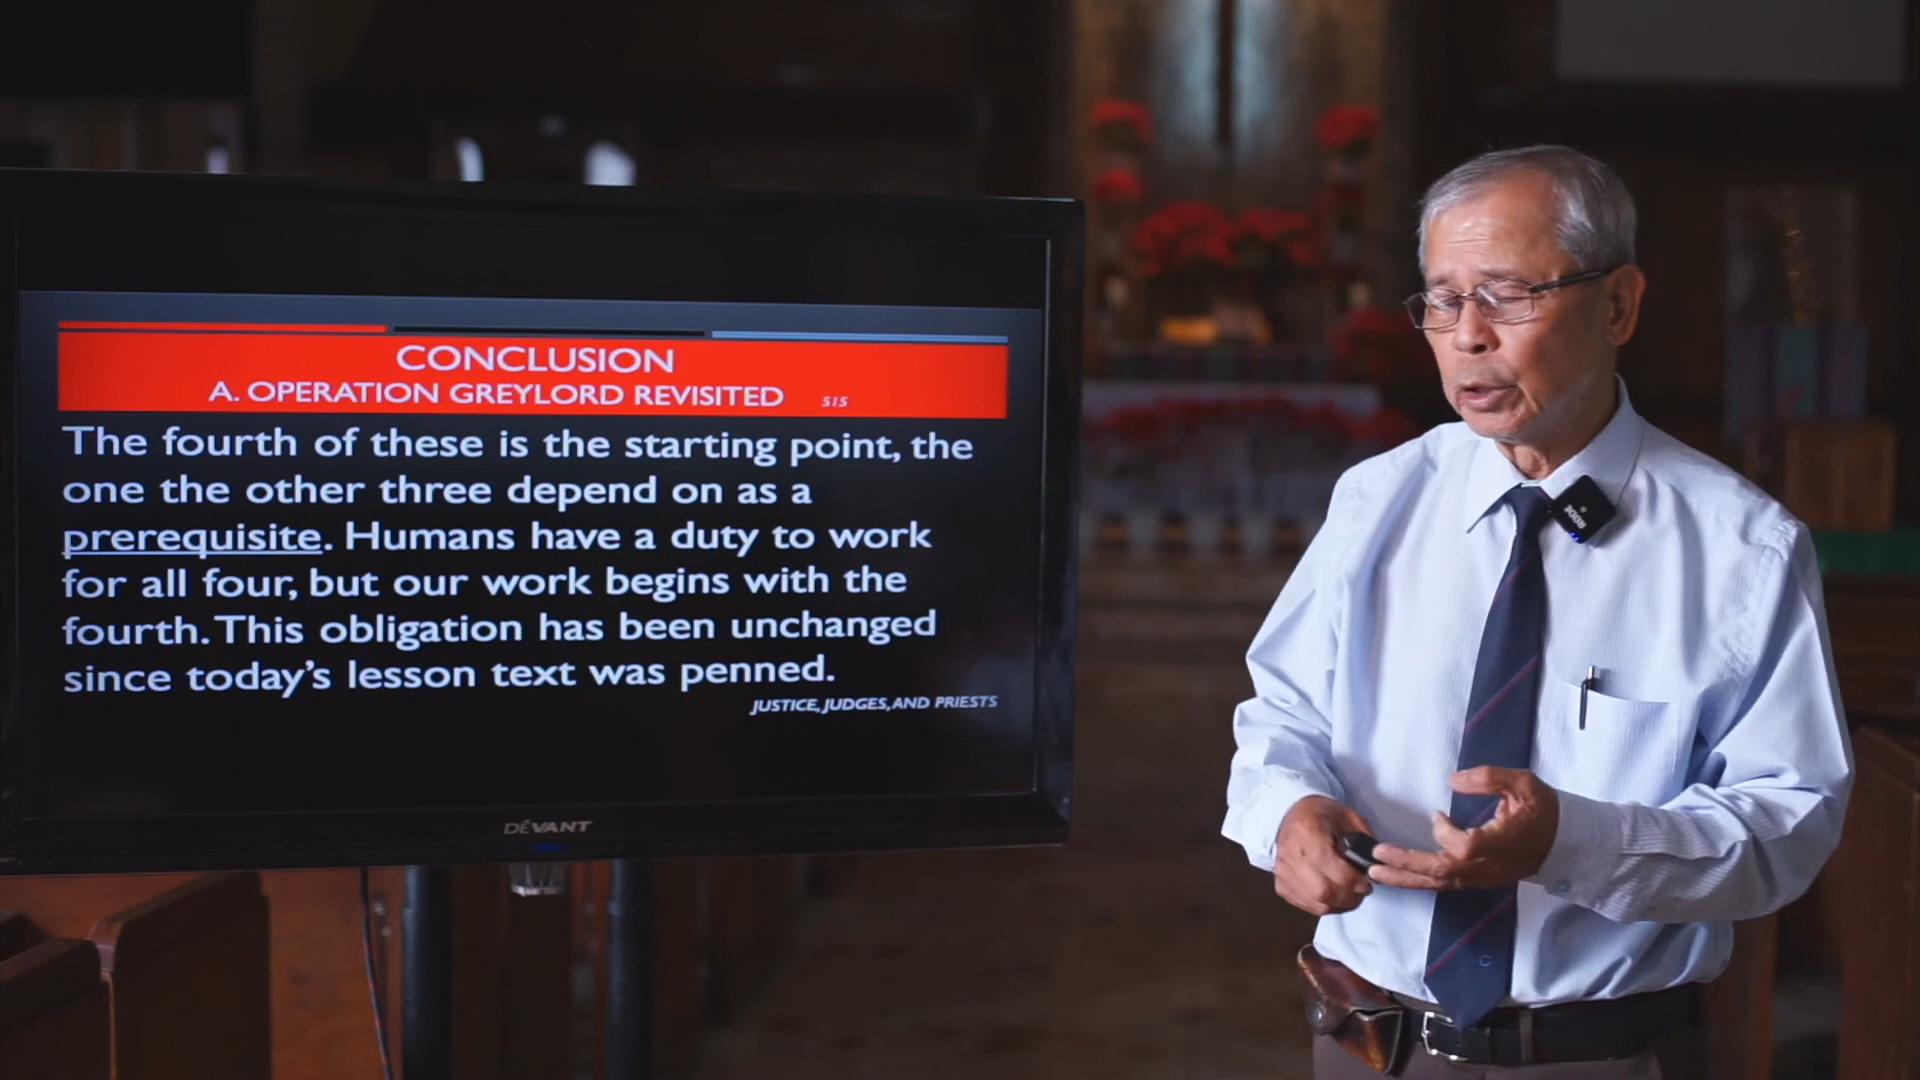 CONCLUSION
A. OPERATION GREYLORD REVISITED 515
The fourth of these is the starting point, the
one the other three depend on as a
prerequisite. Humans have a duty to work
for all four, but our work begins with the
fourth. This obligation has been unchanged
since today's lesson text was penned.
JUSTICE, JUDGES, AND PRIESTS
DÉVANT
RØDE